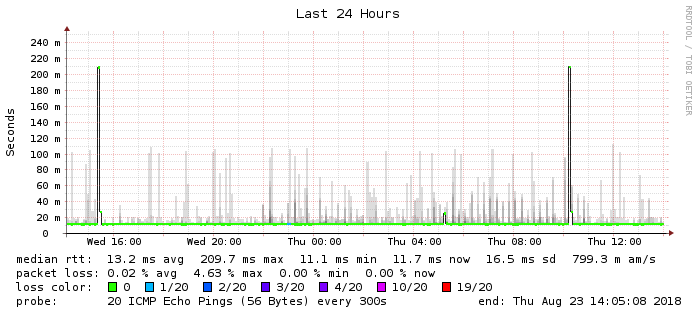 Last 24 Hours
RRDTOOL / TOBI OETIKER
Seconds
240 m
220 m
200 m
180 m
160 m
140 m
120 m
100 m
80 m
60 m
40 m
20 m
0
Wed 16:00 Wed 20:00 Thu 00:00 Thu 04:00 Thu 08:00 Thu 12:00
median rtt: 13.2 ms avg 209.7 ms max 11.1 ms min 11.7 ms now 16.5 ms sd 799.3 m am/s
packet loss: 0.02 % avg 4.63 % max 0.00 % min 0.00 % now
loss color: 0 1/20 2/20 3/20 4/20 10/20 19/20
probe: 20 ICMP Echo Pings (56 Bytes) every 300s end: Thu Aug 23 14:05:08 2018